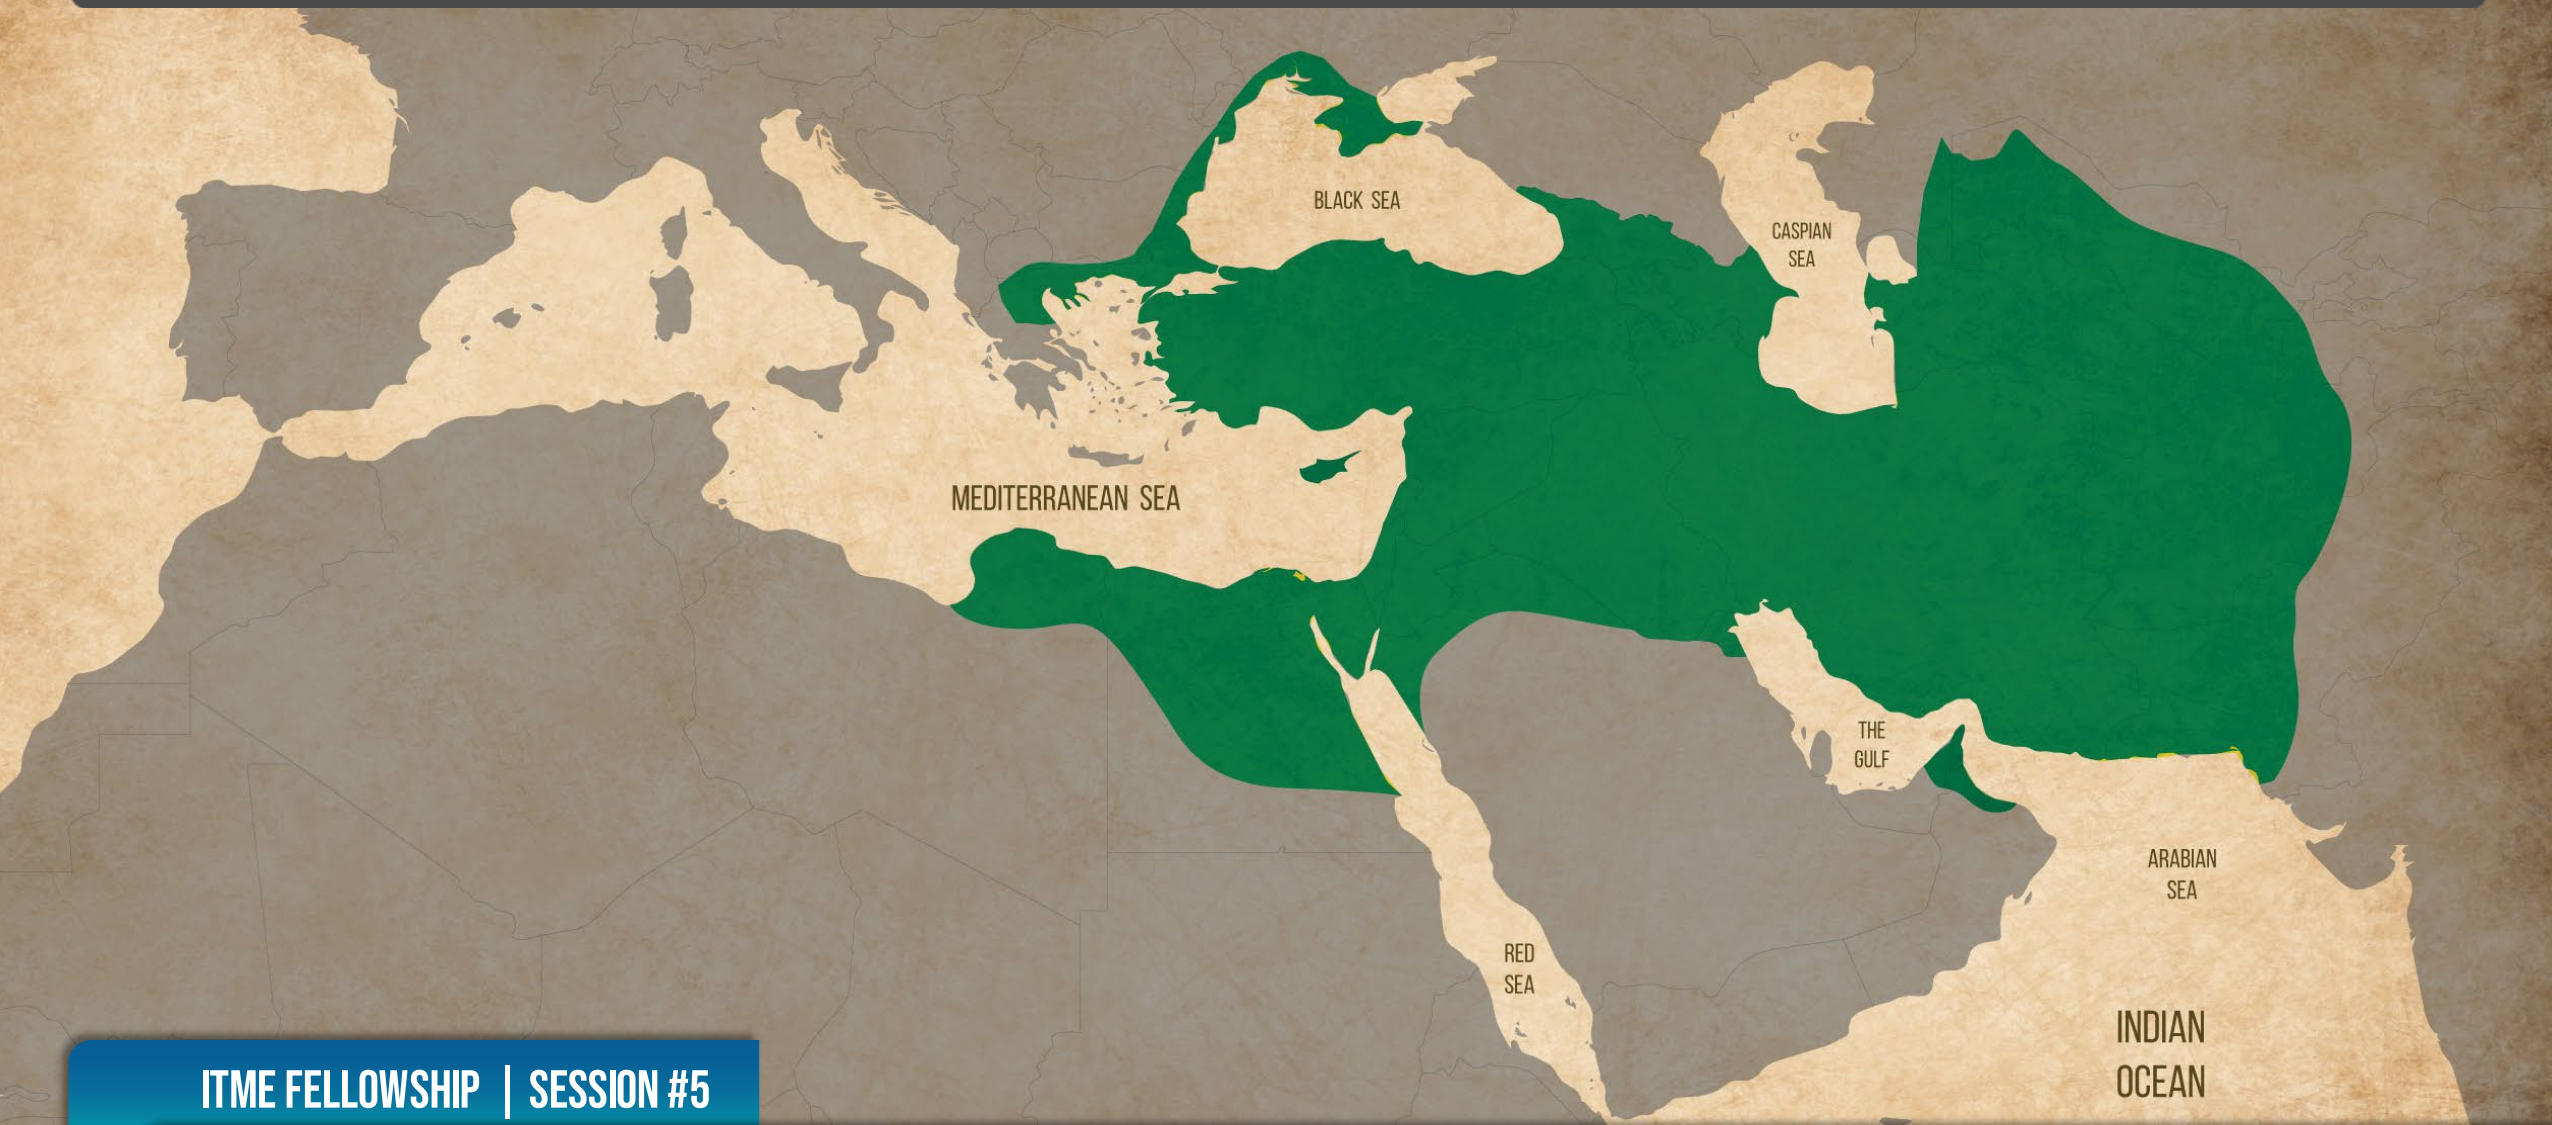 BLACK SEA
CASPIAN
SEA
MEDITERRANEAN SEA
THE
GULF
ARABIAN
SEA
RED
SEA
INDIAN
OCEAN
ITME FELLOWSHIP | SESSION #5